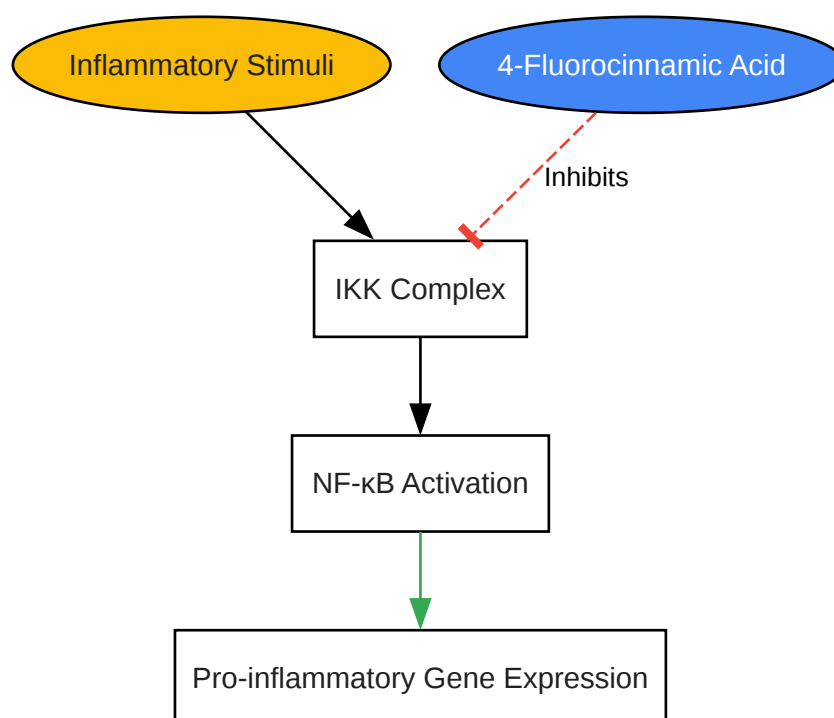 Inflammatory Stimuli
4-Fluorocinnamic Acid
Inhibits
IKK Complex
NF-κB Activation
Pro-inflammatory Gene Expression